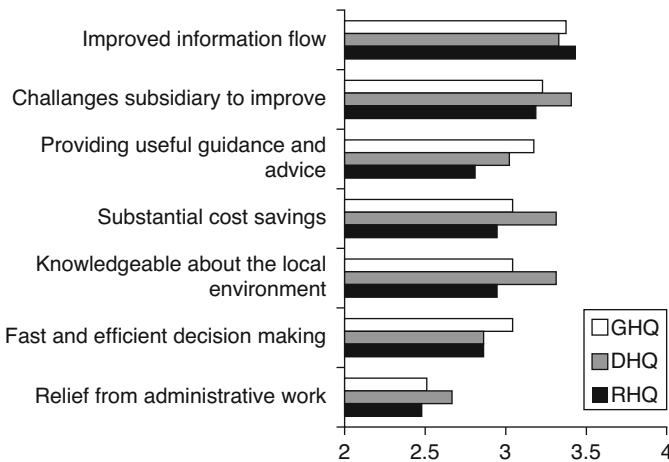 Improved information flow
Challanges subsidiary to improve
Providing useful guidance and
advice
Substantial cost savings
Knowledgeable about the local
environment
Fast and efficient decision making
Relief from administrative work
GHQ
DHQ
RHQ
2 2.5 3 3.5 4